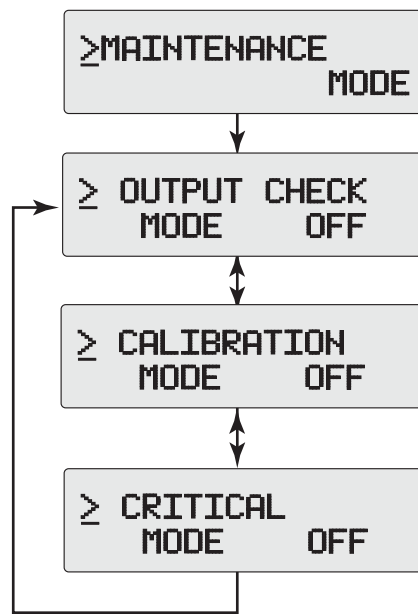 >MAINTENANCE
MODE
> OUTPUT CHECK
MODE OFF
> CALIBRATION
MODE OFF
> CRITICAL
MODE OFF